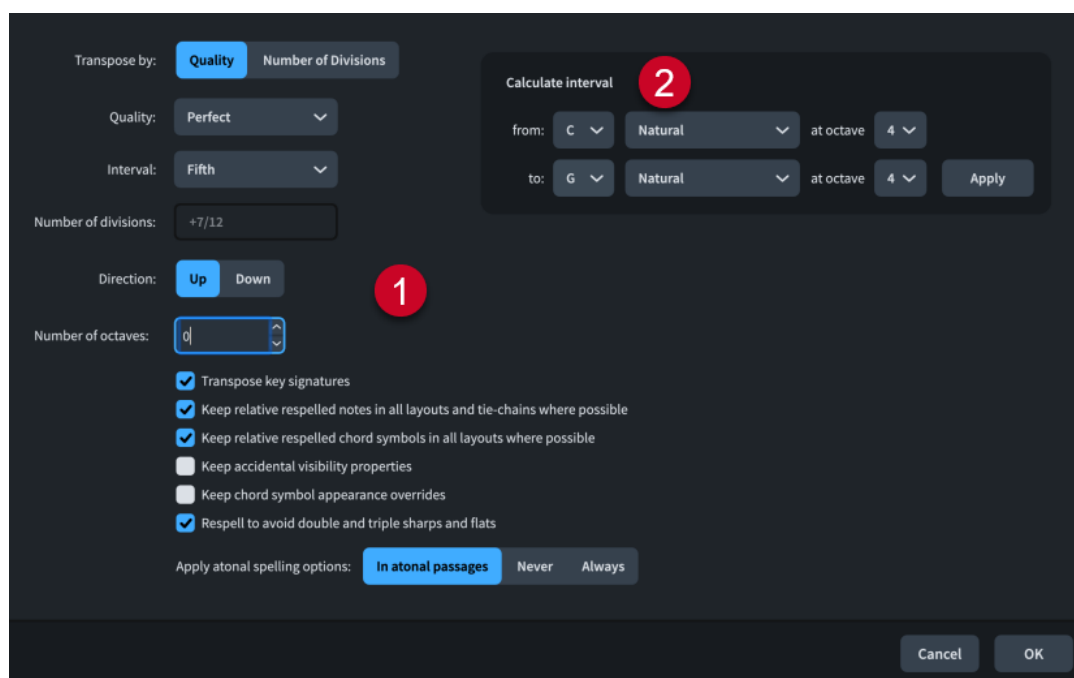 Transpose by: Quality Number of Divisions
Calculate interval 2
Quality: Perfect
from: C Natural at octave 4
Interval: Fifth
to: G Natural at octave 4 Apply
Number of divisions: +7/12
Direction: Up Down
1
Number of octaves: 0
Transpose key signatures
Keep relative respelled notes in all layouts and tie-chains where possible
Keep relative respelled chord symbols in all layouts where possible
Keep accidental visibility properties
Keep chord symbol appearance overrides
Respell to avoid double and triple sharps and flats
Apply atonal spelling options: In atonal passages Never Always
Cancel OK